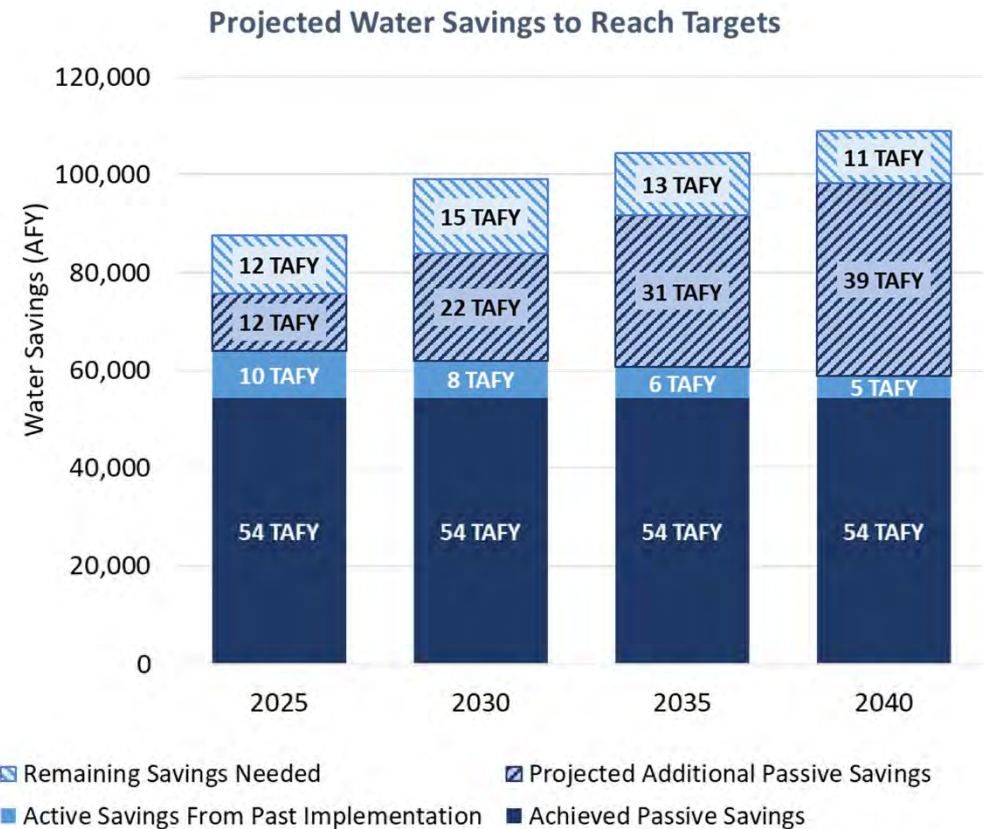 Projected Water Savings to Reach Targets
Water Savings (AFY)
120,000
100,000
80,000
60,000
40,000
20,000
0
12 TAFY
12 TAFY
10 TAFY
54 TAFY
15 TAFY
22 TAFY
8 TAFY
54 TAFY
13 TAFY
31 TAFY
6 TAFY
54 TAFY
11 TAFY
39 TAFY
5 TAFY
54 TAFY
2025 2030 2035 2040
Remaining Savings Needed
Projected Additional Passive Savings
Active Savings From Past Implementation
Achieved Passive Savings